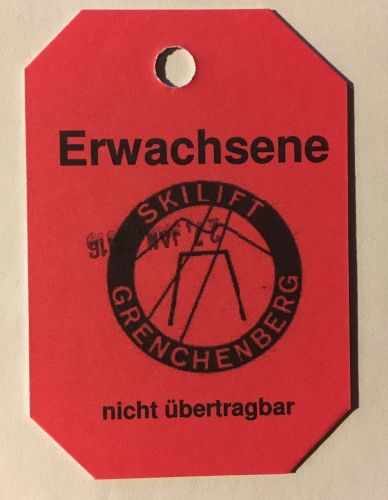 Erwachsene
SKILIFT
GRENCHENBERG
nicht übertragbar